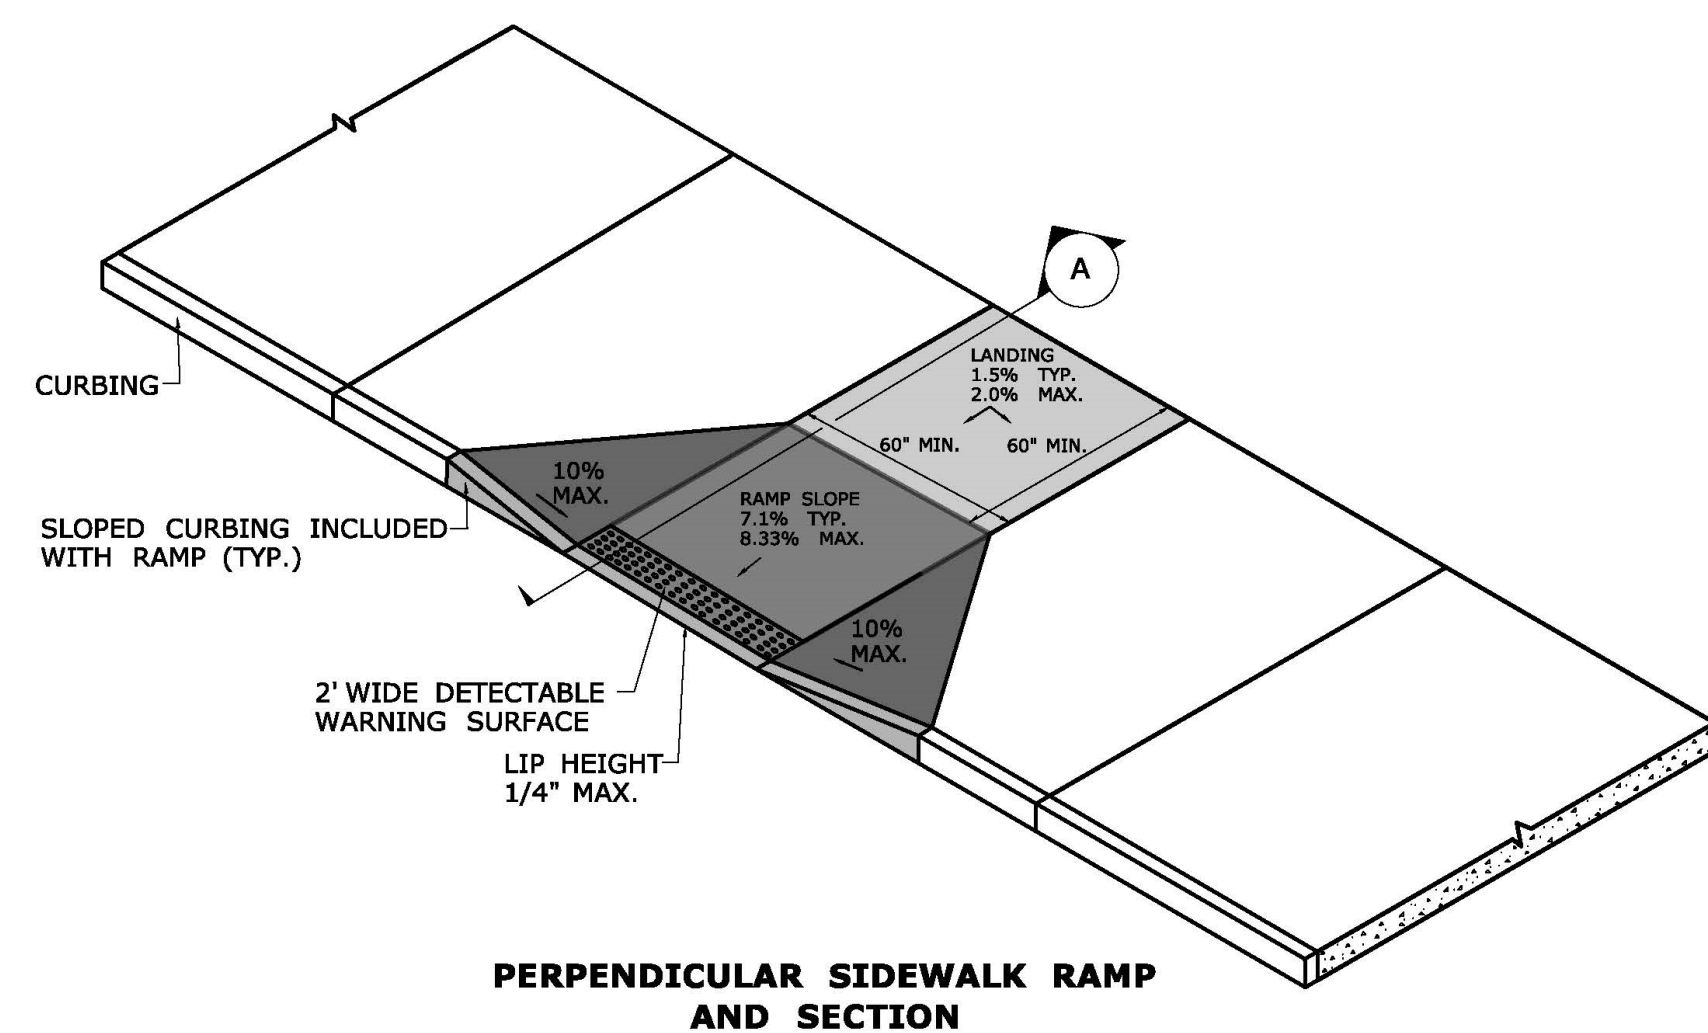 A
LANDING
1.5% TYP.
2.0% MAX.
60" MIN.
60" MIN.
CURBING
10%
MAX.
RAMP SLOPE
7.1% TYP.
8.33% MAX.
SLOPED CURBING INCLUDED
WITH RAMP (TYP.)
10%
MAX.
2' WIDE DETECTABLE
WARNING SURFACE
LIP HEIGHT
1/4" MAX.
PERPENDICULAR SIDEWALK RAMP
AND SECTION